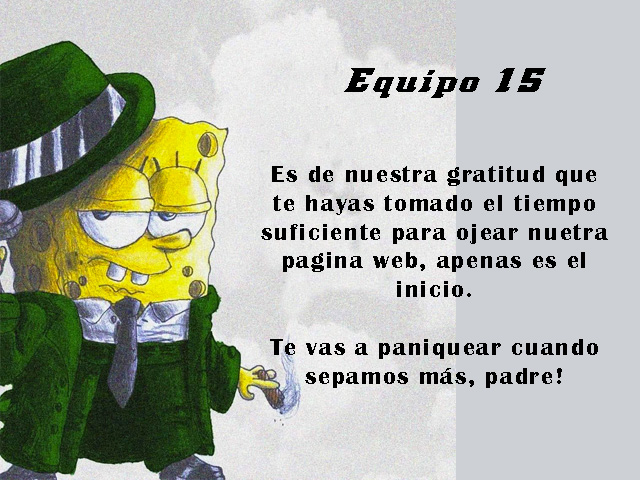 Equipo 15
Es de nuestra gratitud que
te hayas tomado el tiempo
suficiente para ojear nuetra
pagina web, apenas es el
inicio.
Te vas a paniquear cuando
sepamos más, padre!